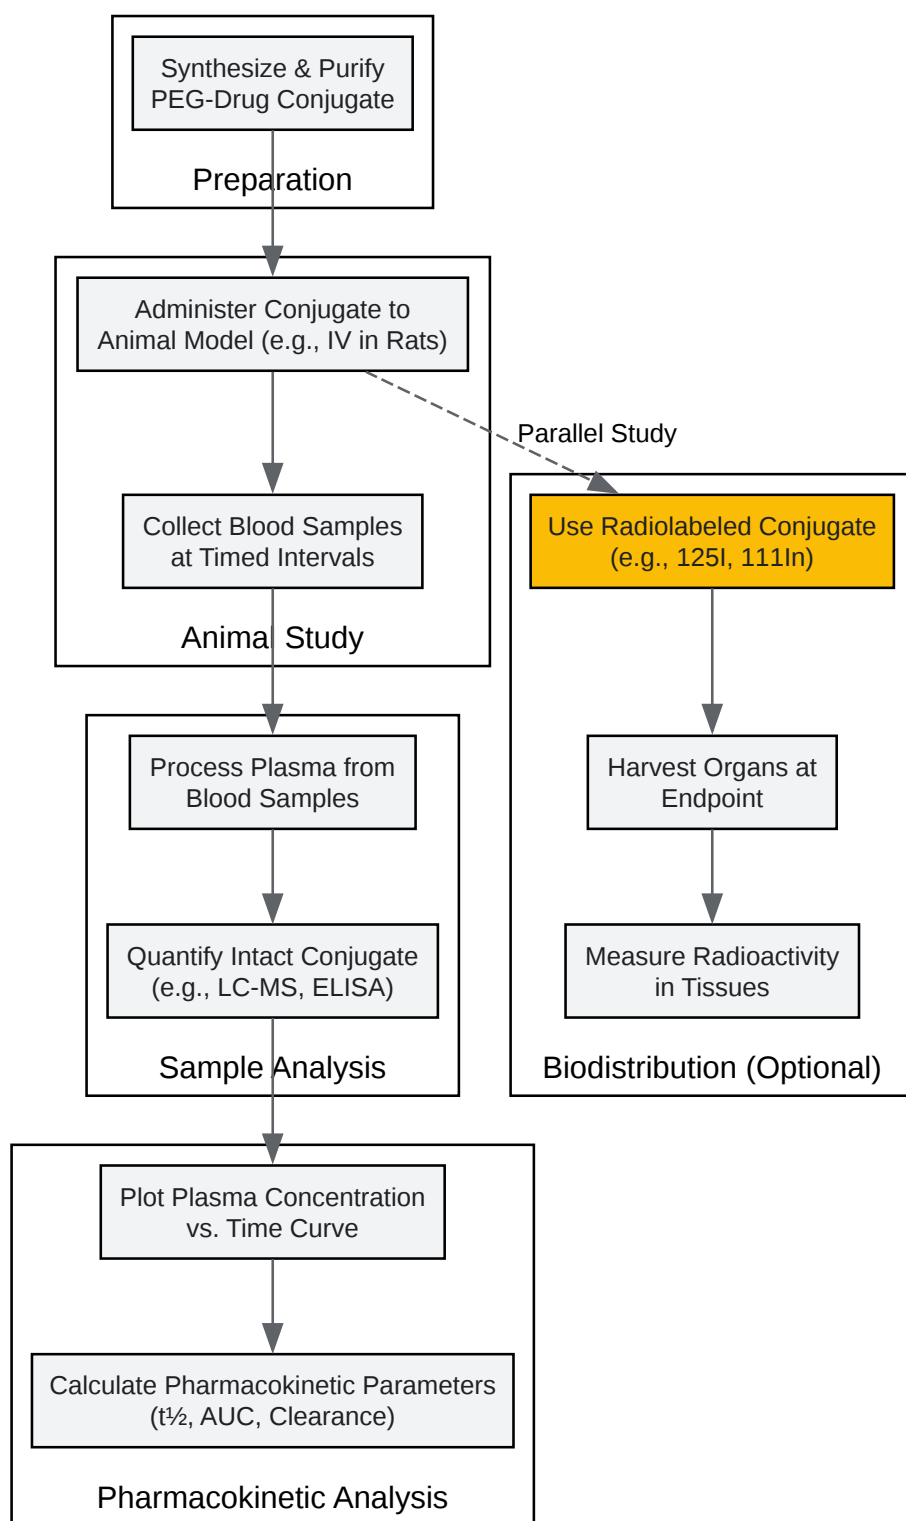 Synthesize & Purify
PEG-Drug Conjugate
Preparation
Administer Conjugate to
Animal Model (e.g., IV in Rats)
Parallel Study
Collect Blood Samples
at Timed Intervals
Animal Study
Use Radiolabeled Conjugate
(e.g., 125I, 111In)
Process Plasma from
Blood Samples
Harvest Organs at
Endpoint
Quantify Intact Conjugate
(e.g., LC-MS, ELISA)
Measure Radioactivity
in Tissues
Sample Analysis
Biodistribution (Optional)
Plot Plasma Concentration
vs. Time Curve
Calculate Pharmacokinetic Parameters
(t½, AUC, Clearance)
Pharmacokinetic Analysis